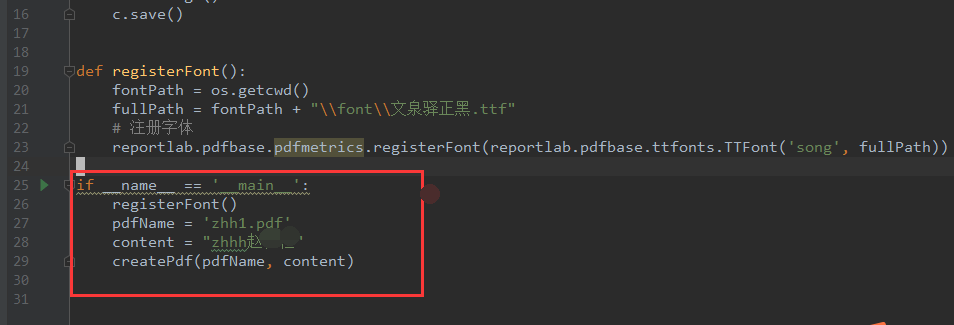 16 c.save()
17
18
19 def registerFont():
20 fontPath = os.getcwd()
21 fullPath = fontPath + "\\font\\文泉驿正黑.ttf"
22 # 注册字体
23 reportlab.pdfbase.pdfmetrics.registerFont(reportlab.pdfbase.ttfonts.TTFont('song', fullPath))
24
25 if __name__ == '__main__':
26 registerFont()
27 pdfName = 'zhh1.pdf'
28 content = "zhhh赵
29 createPdf(pdfName, content)
30
31